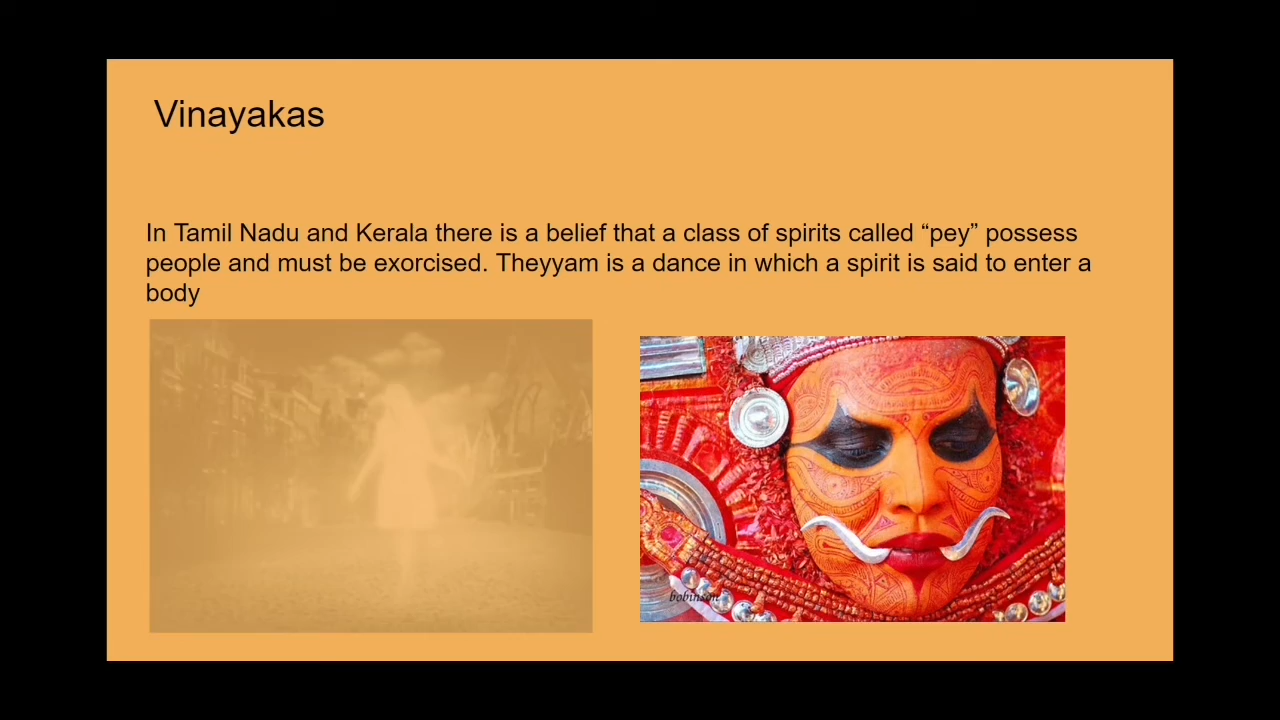 Vinayakas
In Tamil Nadu and Kerala there is a belief that a class of spirits called “pey” possess
people and must be exorcised. Theyyam is a dance in which a spirit is said to enter a
body
bobinson